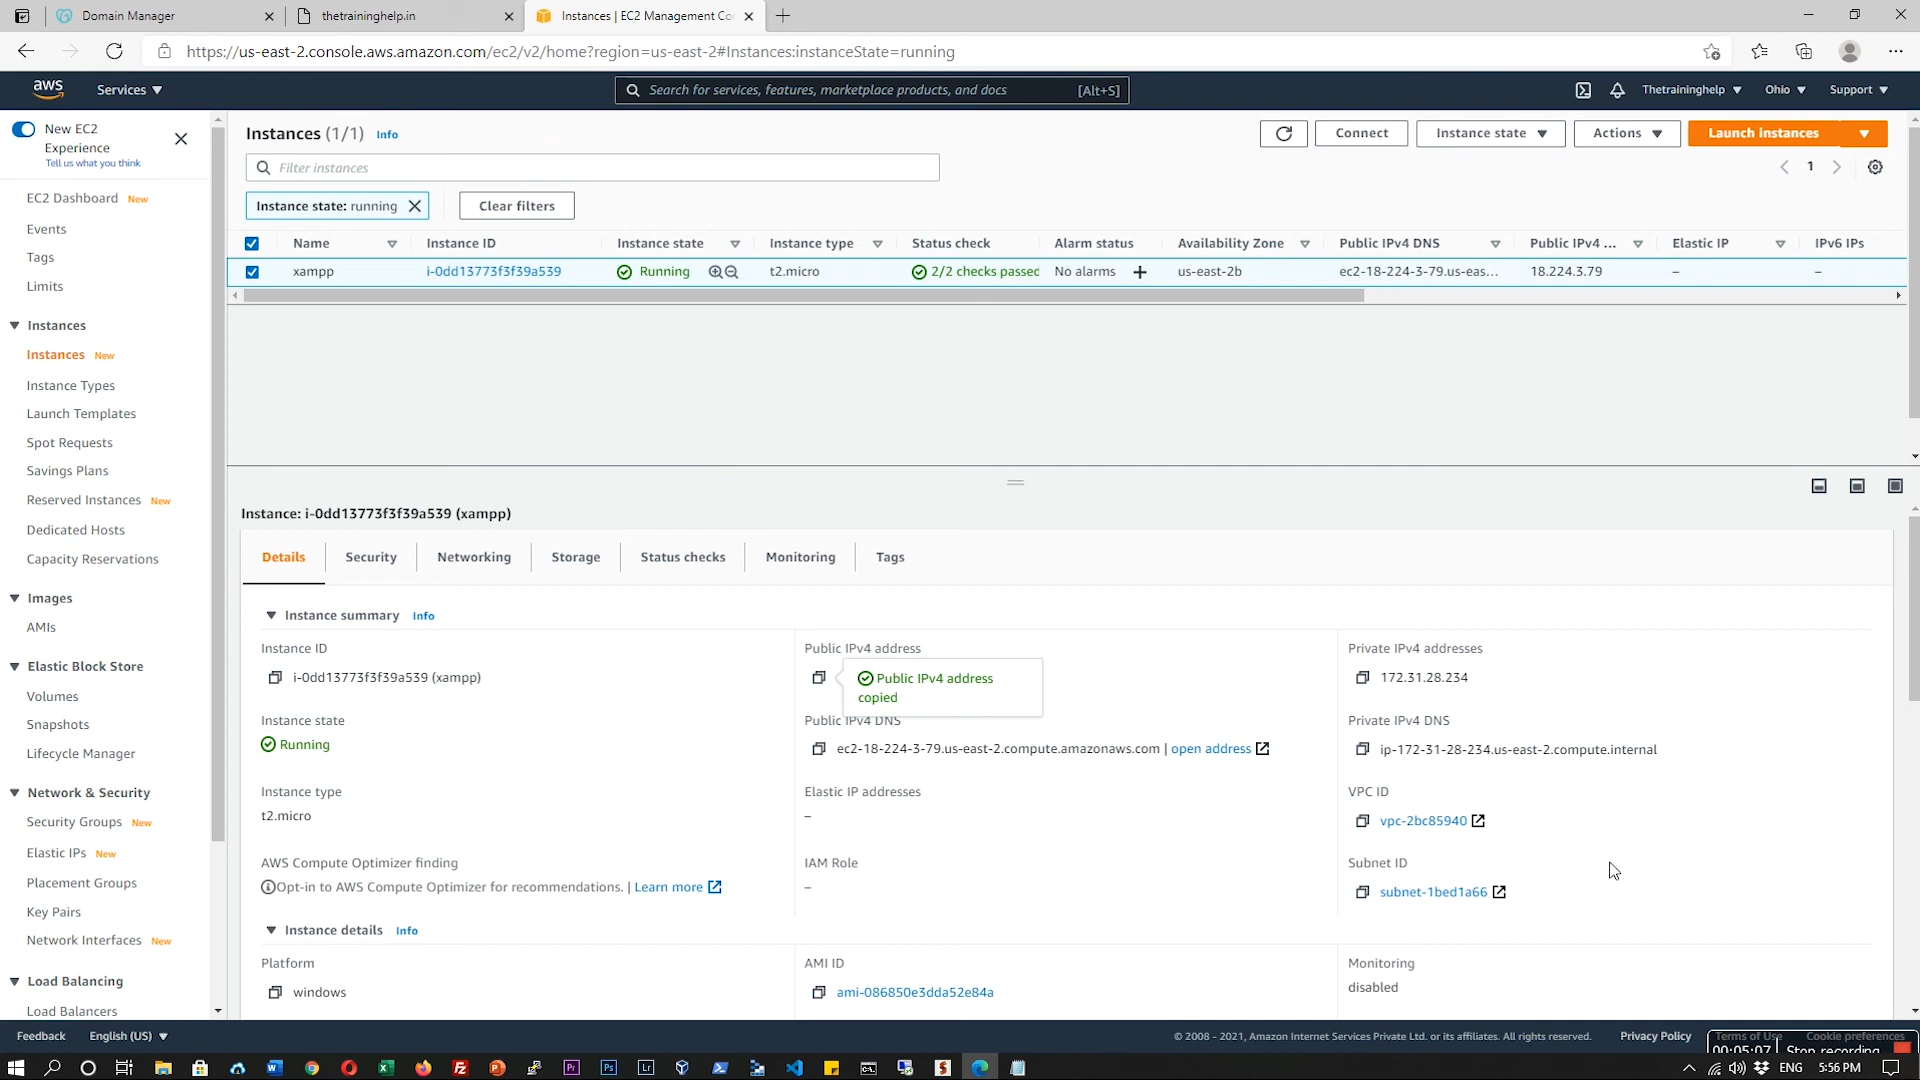 Domain Manager
thetraininghelp.in
Instances | EC2 Management Co
https://us-east-2.console.aws.amazon.com/ec2/v2/home?region=us-east-2#Instances:instanceState=running
aws
Services
Search for services, features, marketplace products, and docs
[Alt+S]
Thetraininghelp
Ohio
Support
New EC2
Experience
Tell us what you think
EC2 Dashboard New
Events
Tags
Limits
Instances
Instances New
Instance Types
Launch Templates
Spot Requests
Savings Plans
Reserved Instances New
Dedicated Hosts
Capacity Reservations
Images
AMIs
Elastic Block Store
Volumes
Snapshots
Lifecycle Manager
Network & Security
Security Groups New
Elastic IPs New
Placement Groups
Key Pairs
Network Interfaces New
Load Balancing
Load Balancers
Instances (1/1) Info
Connect
Instance state
Actions
Launch instances
Filter instances
1
Instance state: running
Clear filters
Name Instance ID Instance state Instance type Status check Alarm status Availability Zone Public IPv4 DNS Public IPv4 ... Elastic IP IPv6 IPs
xampp i-0dd13773f3f39a539 Running t2.micro 2/2 checks passed No alarms us-east-2b ec2-18-224-3-79.us-eas... 18.224.3.79 – –
Instance: i-0dd13773f3f39a539 (xampp)
Details Security Networking Storage Status checks Monitoring Tags
Instance summary Info
Instance ID
i-0dd13773f3f39a539 (xampp)
Public IPv4 address
Public IPv4 address
copied
Private IPv4 addresses
172.31.28.234
Instance state
Running
Public IPv4 DNS
ec2-18-224-3-79.us-east-2.compute.amazonaws.com | open address
Private IPv4 DNS
ip-172-31-28-234.us-east-2.compute.internal
Instance type
t2.micro
Elastic IP addresses
–
VPC ID
vpc-2bc85940
AWS Compute Optimizer finding
Opt-in to AWS Compute Optimizer for recommendations. | Learn more
IAM Role
–
Subnet ID
subnet-1bed1a66
Instance details Info
Platform
windows
AMI ID
ami-086850e3dda52e84a
Monitoring
disabled
Feedback
English (US)
© 2008 - 2021, Amazon Internet Services Private Ltd. or its affiliates. All rights reserved.
Privacy Policy
Terms of Use
Cookie preferences
00:05:07
Stop recording
ENG
5:56 PM